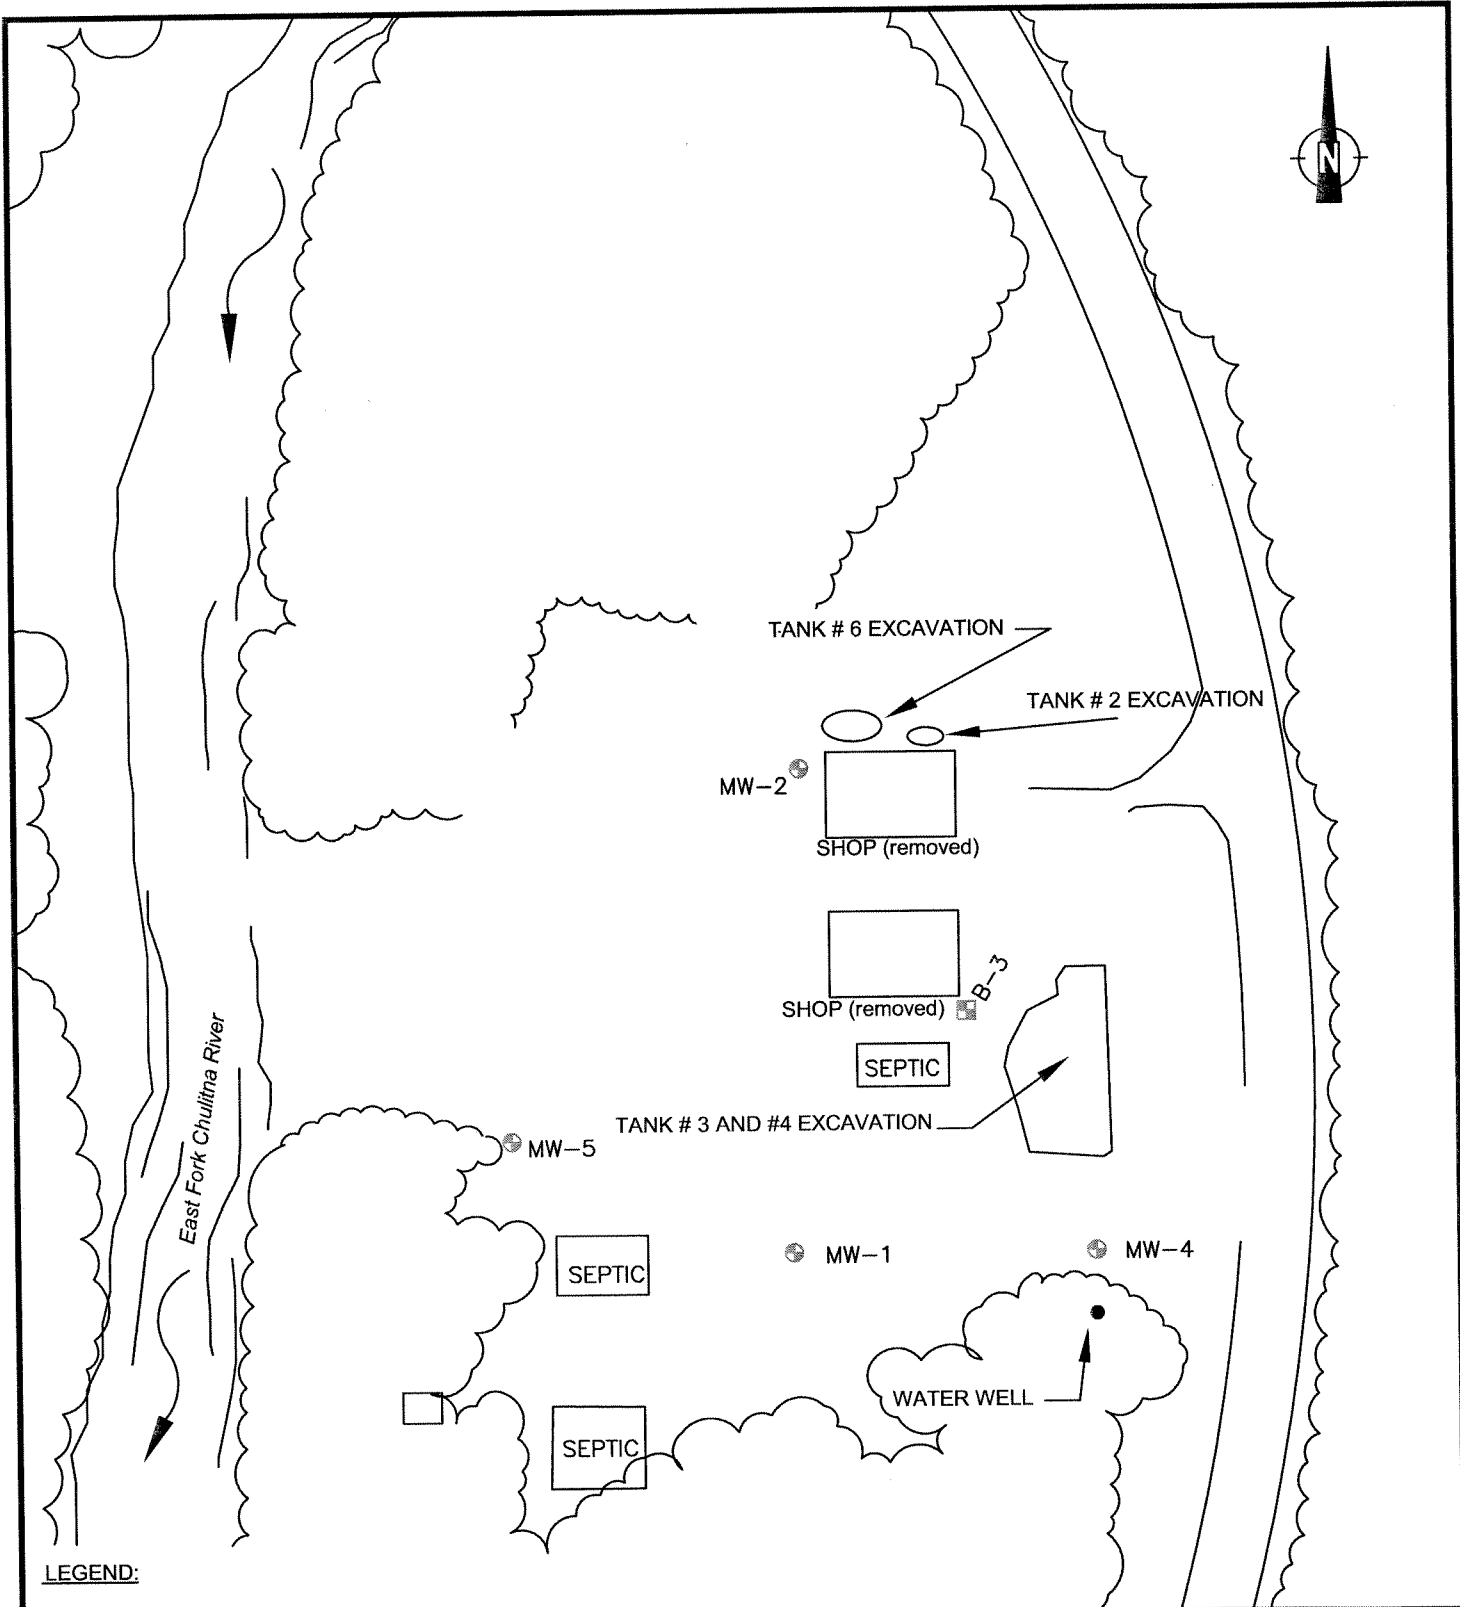 N
TANK # 6 EXCAVATION
TANK # 2 EXCAVATION
MW-2
SHOP (removed)
B-3
SHOP (removed)
SEPTIC
East Fork Chulitna River
TANK # 3 AND #4 EXCAVATION
MW-5
MW-1
MW-4
SEPTIC
WATER WELL
SEPTIC
LEGEND: